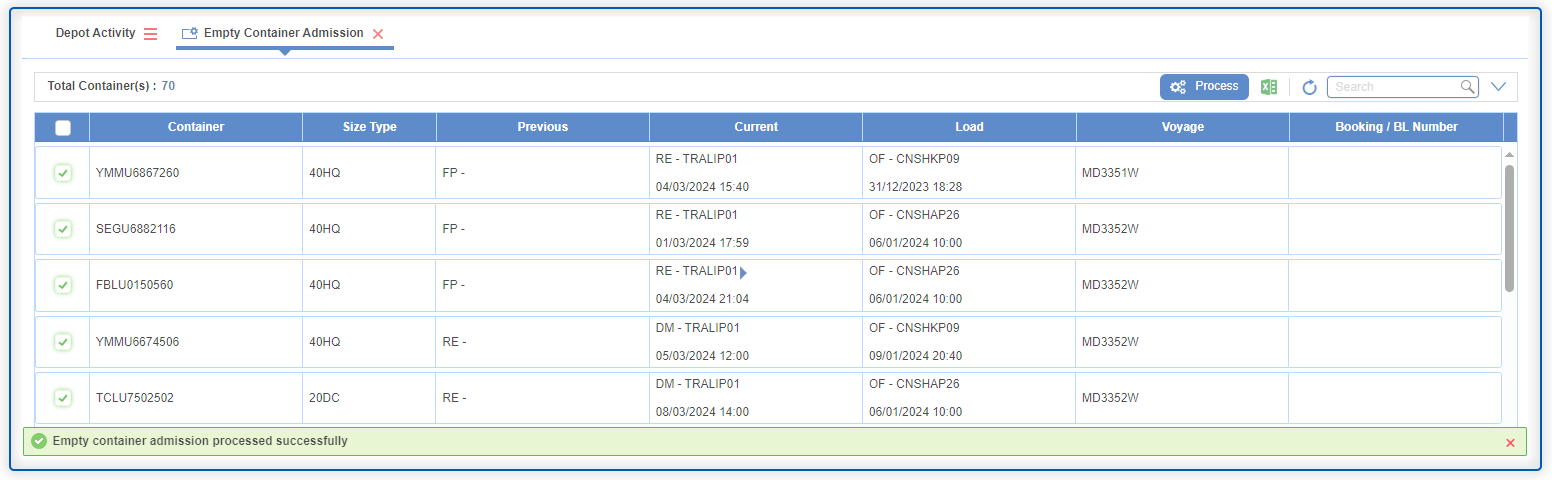 Depot Activity
Empty Container Admission
Total Container(s) : 70
Process
Search
Container Size Type Previous Current Load Voyage Booking / BL Number
YMMU6867260 40HQ FP - RE - TRALIP01 OF - CNSHKP09 MD3351W
04/03/2024 15:40 31/12/2023 18:28
SEGU6882116 40HQ FP - RE - TRALIP01 OF - CNSHAP26 MD3352W
01/03/2024 17:59 06/01/2024 10:00
FBLU0150560 40HQ FP - RE - TRALIP01 OF - CNSHAP26 MD3352W
04/03/2024 21:04 06/01/2024 10:00
YMMU6674506 40HQ RE - DM - TRALIP01 OF - CNSHKP09 MD3352W
05/03/2024 12:00 09/01/2024 20:40
TCLU7502502 20DC RE - DM - TRALIP01 OF - CNSHAP26 MD3352W
08/03/2024 14:00 06/01/2024 10:00
Empty container admission processed successfully